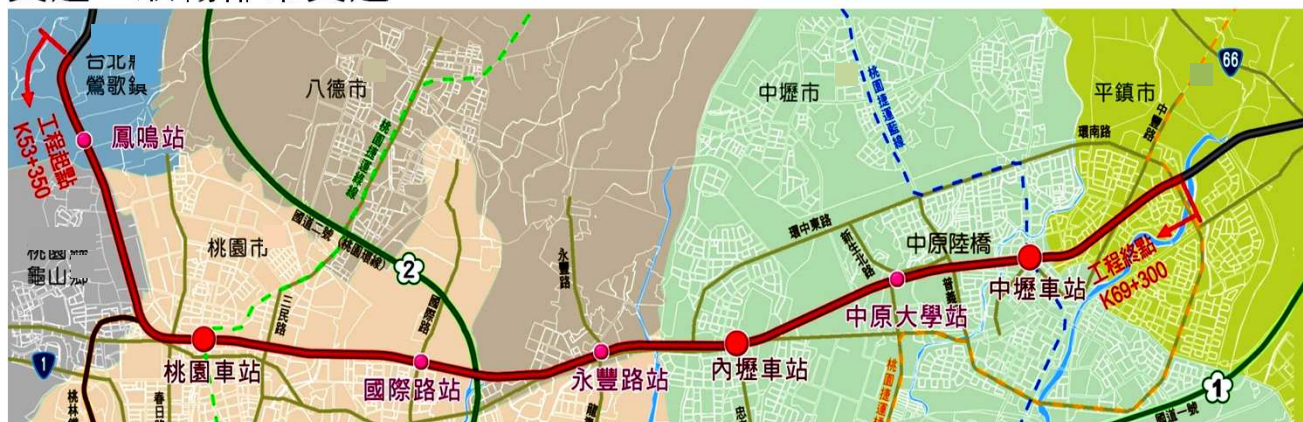 鶯歌鎮
八德市
中壢市
平鎮市
66
工程起點
K53+350
鳳鳴站
桃園捷運綠線
桃園捷運藍線
中豐路
環南路
桃園市
國道二號 (桃園環線)
2
永豐路
環中東路
新生北路
中原陸橋
龜山
三民路
國際路
中壢車站
工程終點
K69+300
中原大學站
1
桃園車站
國際路站
永豐路站
內壢車站
1
春日路
國道一號